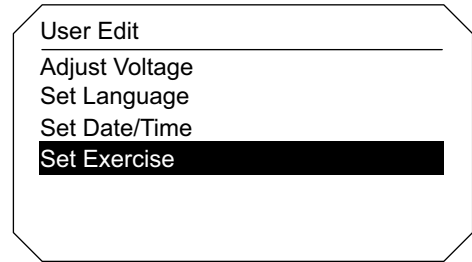 User Edit
Adjust Voltage
Set Language
Set Date/Time
Set Exercise